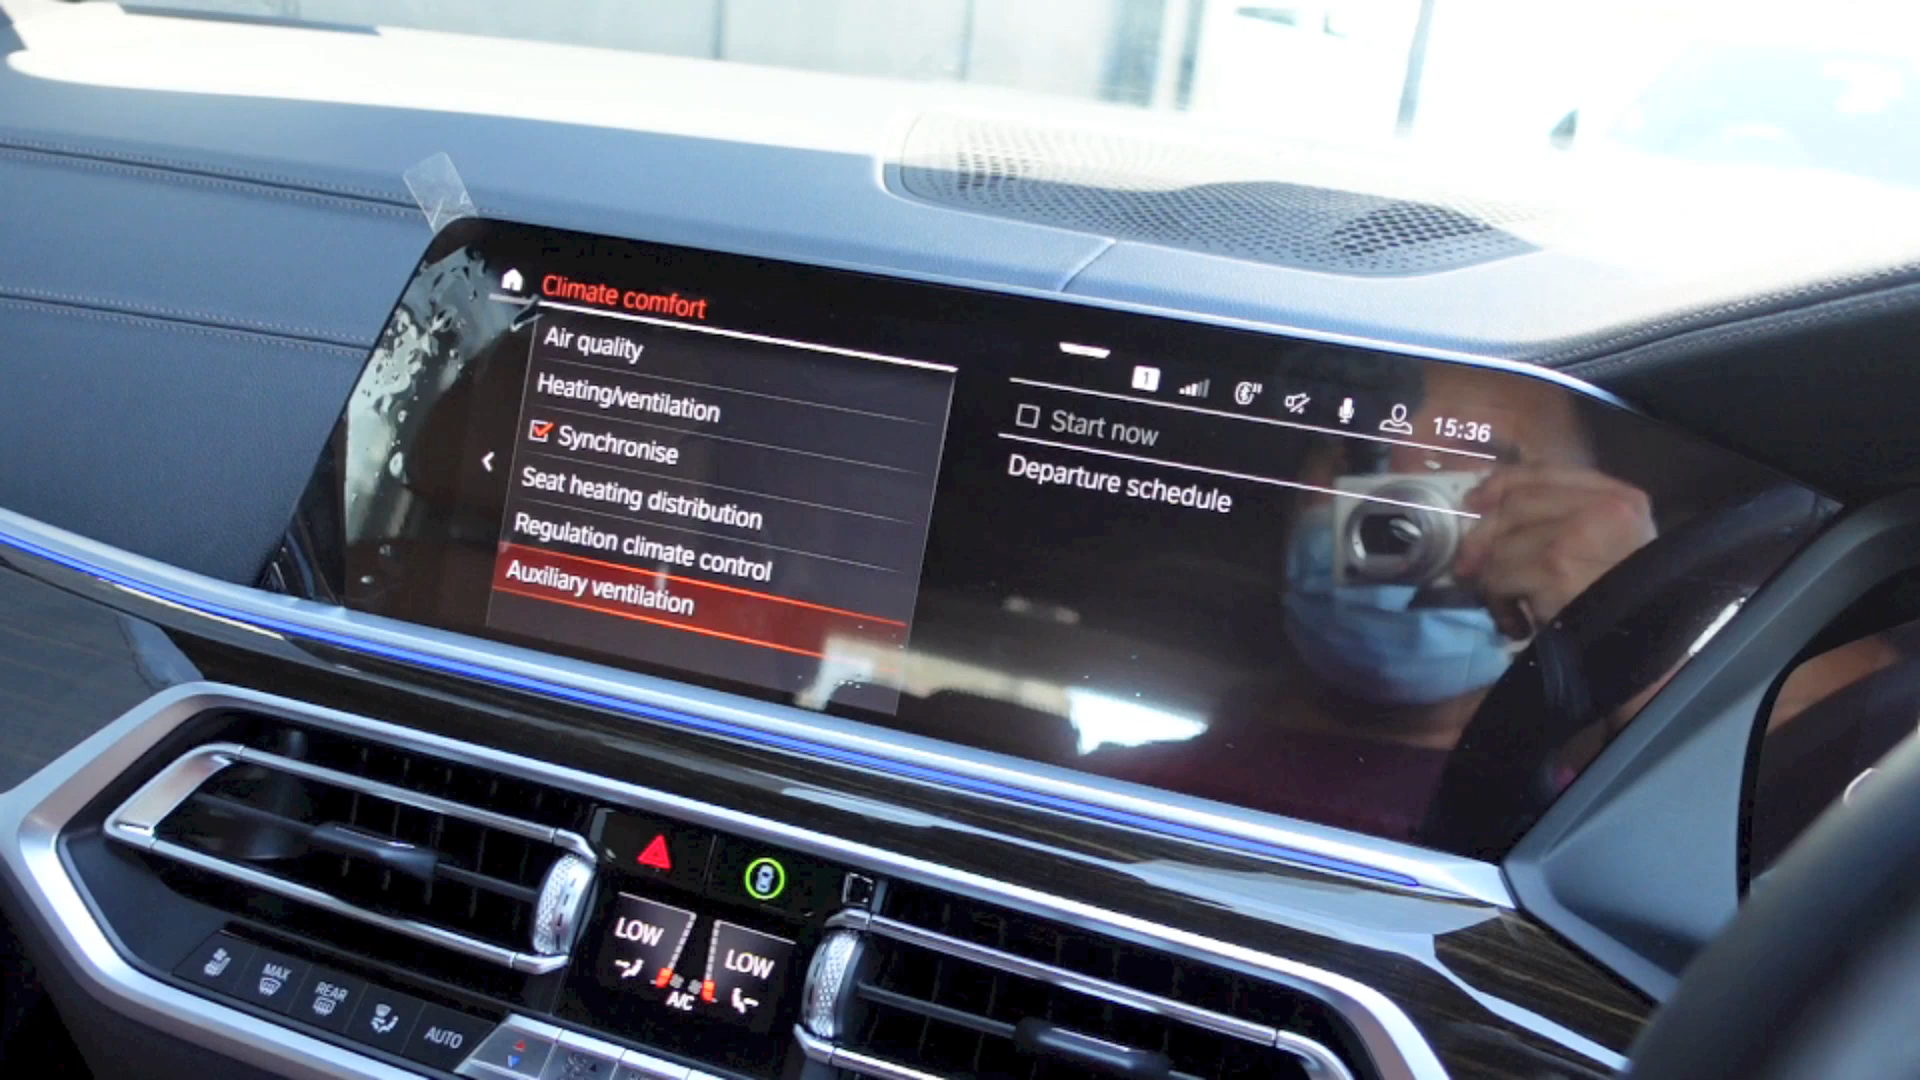 Climate comfort
Air quality
Heating/ventilation
Synchronise
Seat heating distribution
Regulation climate control
Auxiliary ventilation
1
15:36
Start now
Departure schedule
LOW
LOW
A/C
MAX
REAR
AUTO